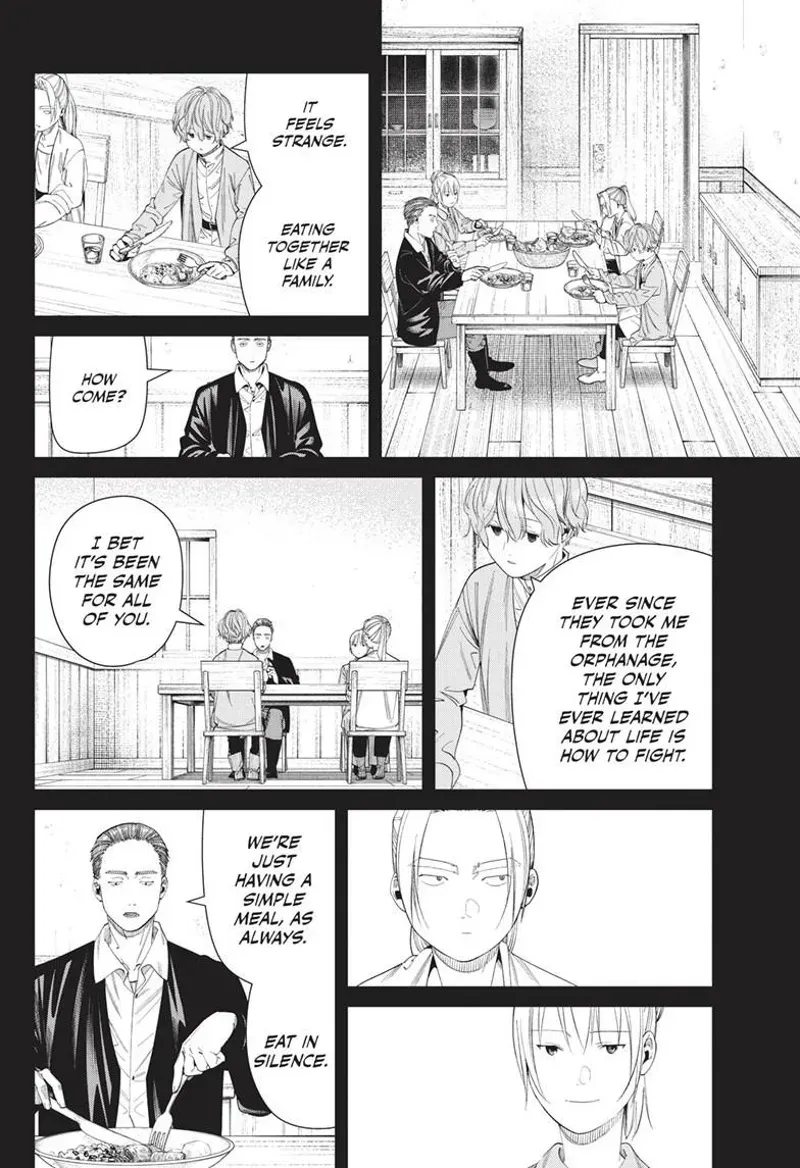 IT
FEELS
STRANGE.
EATING
TOGETHER
LIKE A
FAMILY.
HOW
COME?
EVER SINCE
THEY TOOK ME
FROM THE
ORPHANAGE,
THE ONLY
THING I'VE
EVER LEARNED
ABOUT LIFE IS
HOW TO FIGHT.
I BET
IT'S BEEN
THE SAME
FOR ALL
OF YOU.
WE'RE
JUST
HAVING A
SIMPLE
MEAL, AS
ALWAYS.
EAT IN
SILENCE.